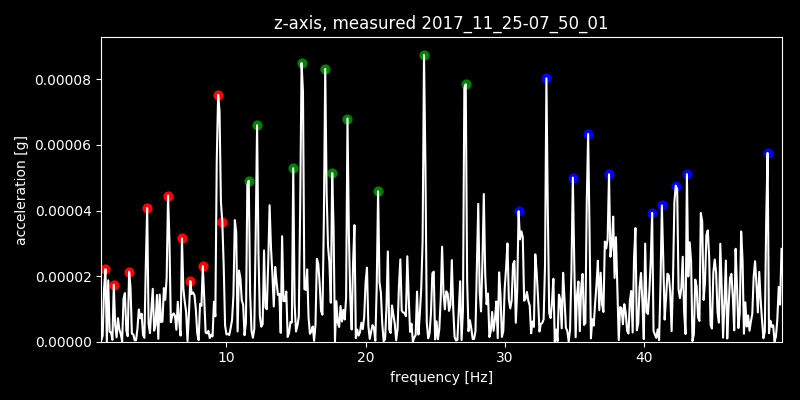 z-axis, measured 2017_11_25-07_50_01
0.00008
0.00006
0.00004
0.00002
0.00000
acceleration [g]
10 20 30 40
frequency [Hz]